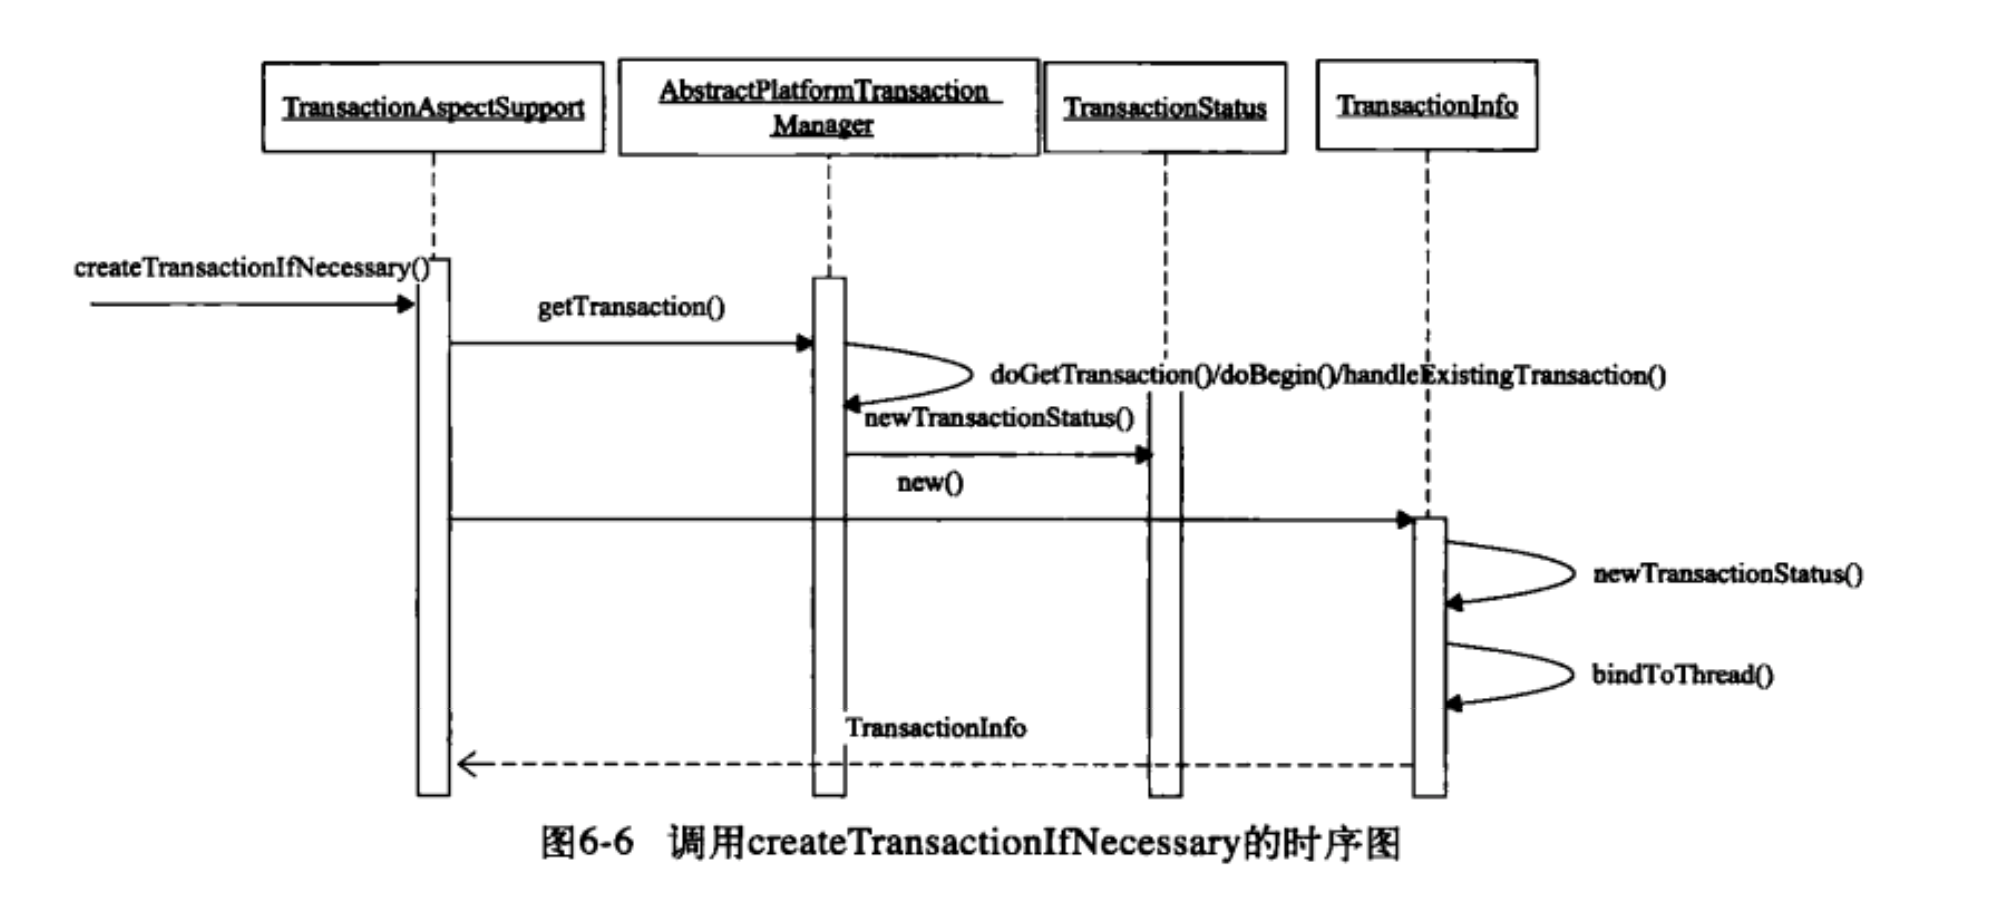 TransactionAspectSupport
AbstractPlatformTransaction
Manager
TransactionStatus
TransactionInfo
createTransactionIfNecessary()
getTransaction()
doGetTransaction()/doBegin()/handleExistingTransaction()
newTransactionStatus()
new()
newTransactionStatus()
bindToThread()
TransactionInfo
图6-6 调用createTransactionIfNecessary的时序图